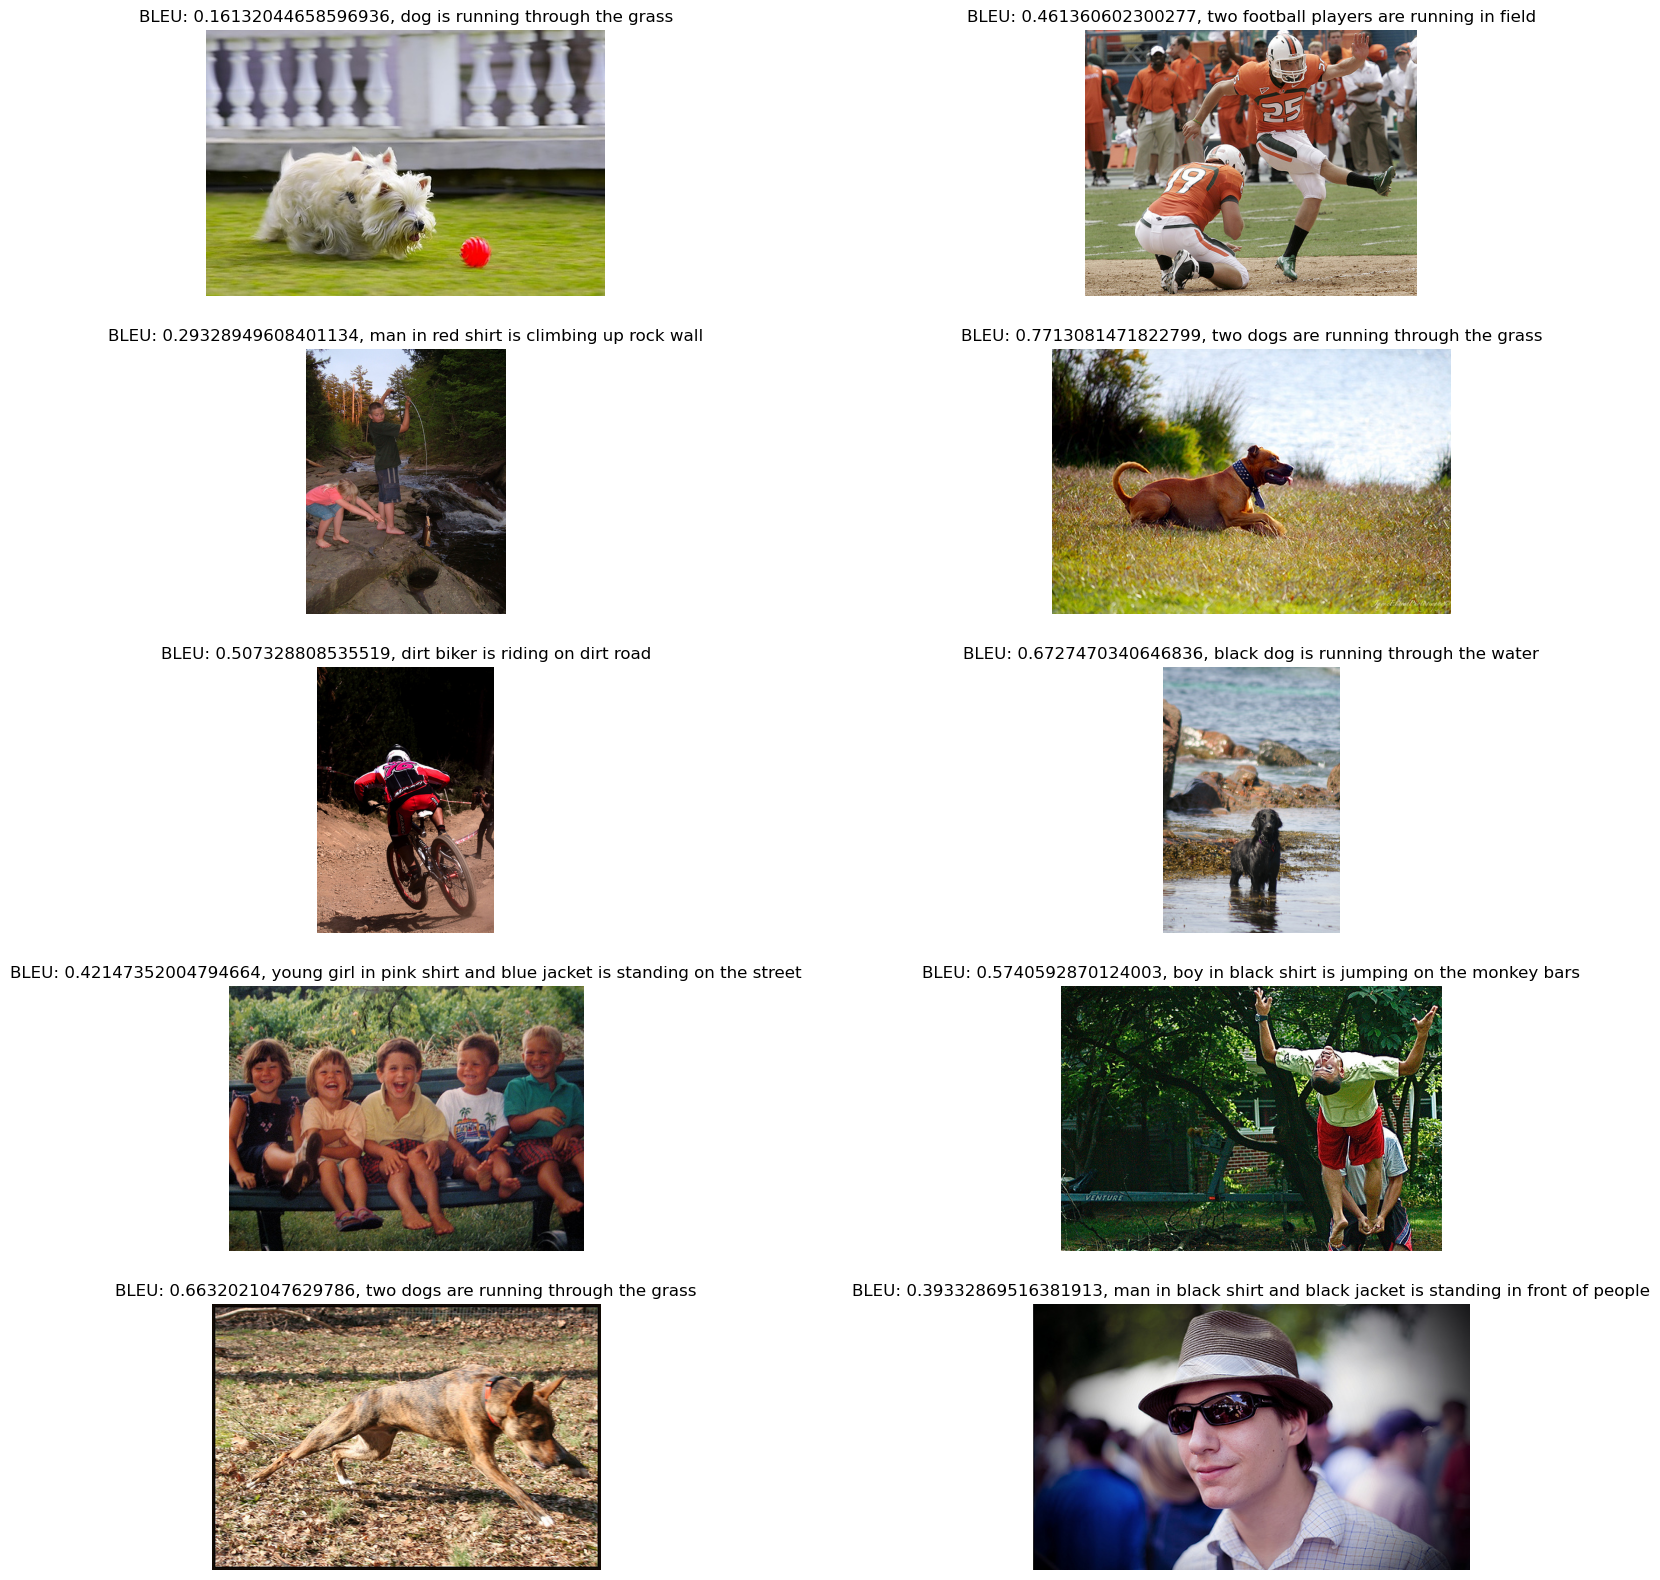 BLEU: 0.16132044658596936, dog is running through the grass
BLEU: 0.461360602300277, two football players are running in field
25
19
BLEU: 0.29328949608401134, man in red shirt is climbing up rock wall
BLEU: 0.7713081471822799, two dogs are running through the grass
BLEU: 0.507328808535519, dirt biker is riding on dirt road
BLEU: 0.6727470340646836, black dog is running through the water
BLEU: 0.42147352004794664, young girl in pink shirt and blue jacket is standing on the street
BLEU: 0.5740592870124003, boy in black shirt is jumping on the monkey bars
VENTURE
BLEU: 0.6632021047629786, two dogs are running through the grass
BLEU: 0.39332869516381913, man in black shirt and black jacket is standing in front of people